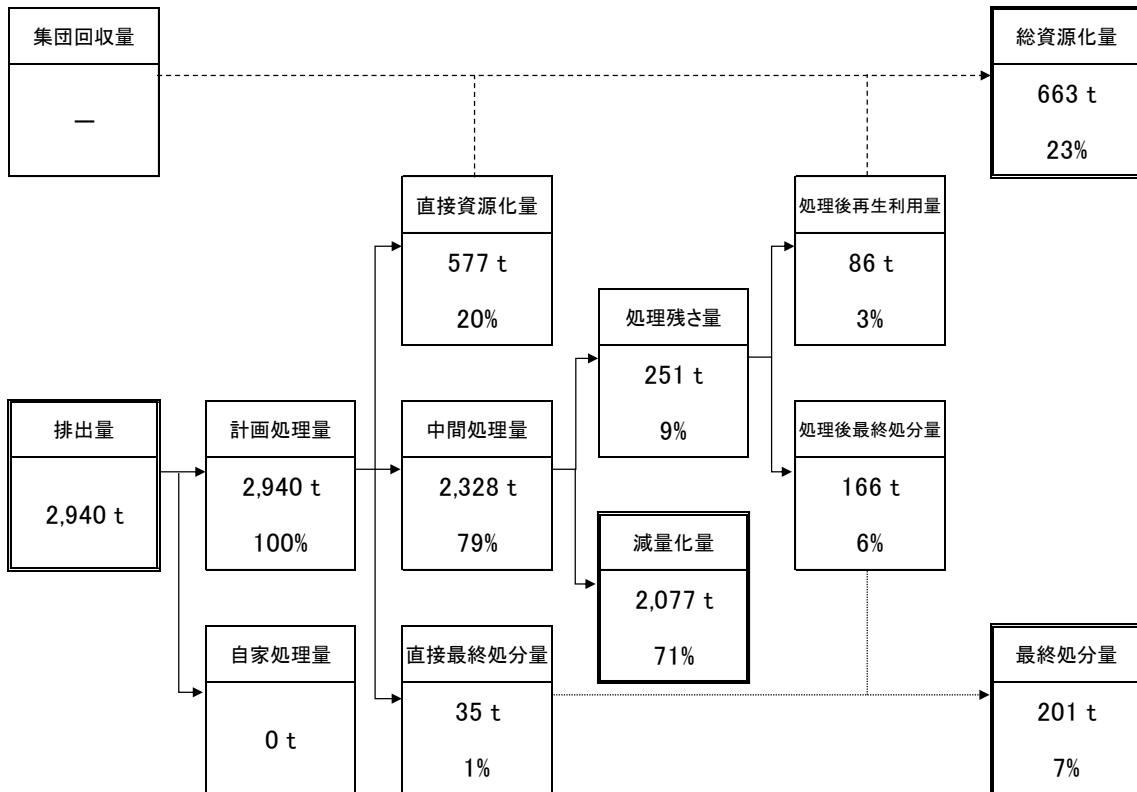 集団回収量
―
総資源化量
663 t
23%
直接資源化量
577 t
20%
処理後再生利用量
86 t
3%
処理残さ量
251 t
9%
排出量
2,940 t
計画処理量
2,940 t
100%
中間処理量
2,328 t
79%
処理後最終処分量
166 t
6%
減量化量
2,077 t
71%
自家処理量
0 t
直接最終処分量
35 t
1%
最終処分量
201 t
7%